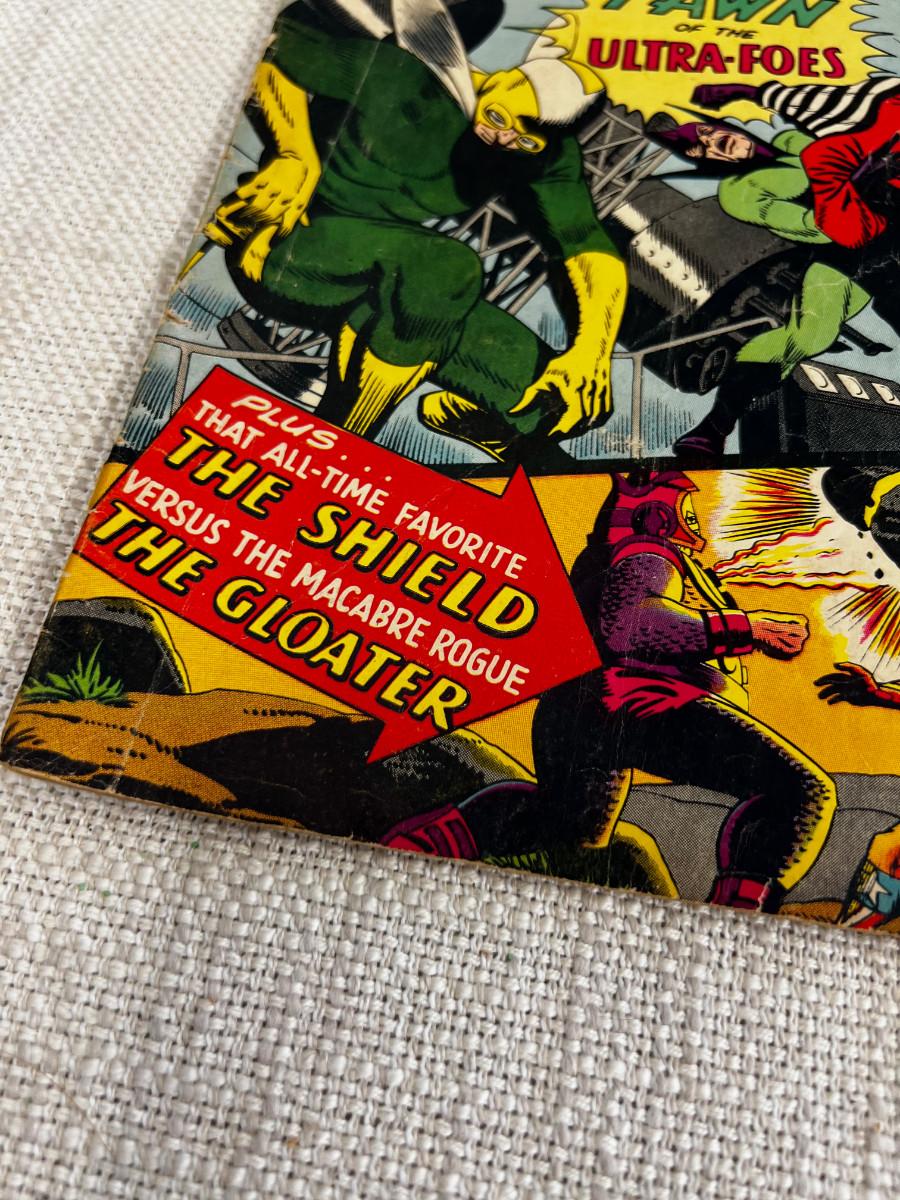 PAWN
OF THE
ULTRA-FOES
PLUS...
THAT ALL-TIME FAVORITE
THE SHIELD
VERSUS THE MACABRE ROGUE
THE GLOATER